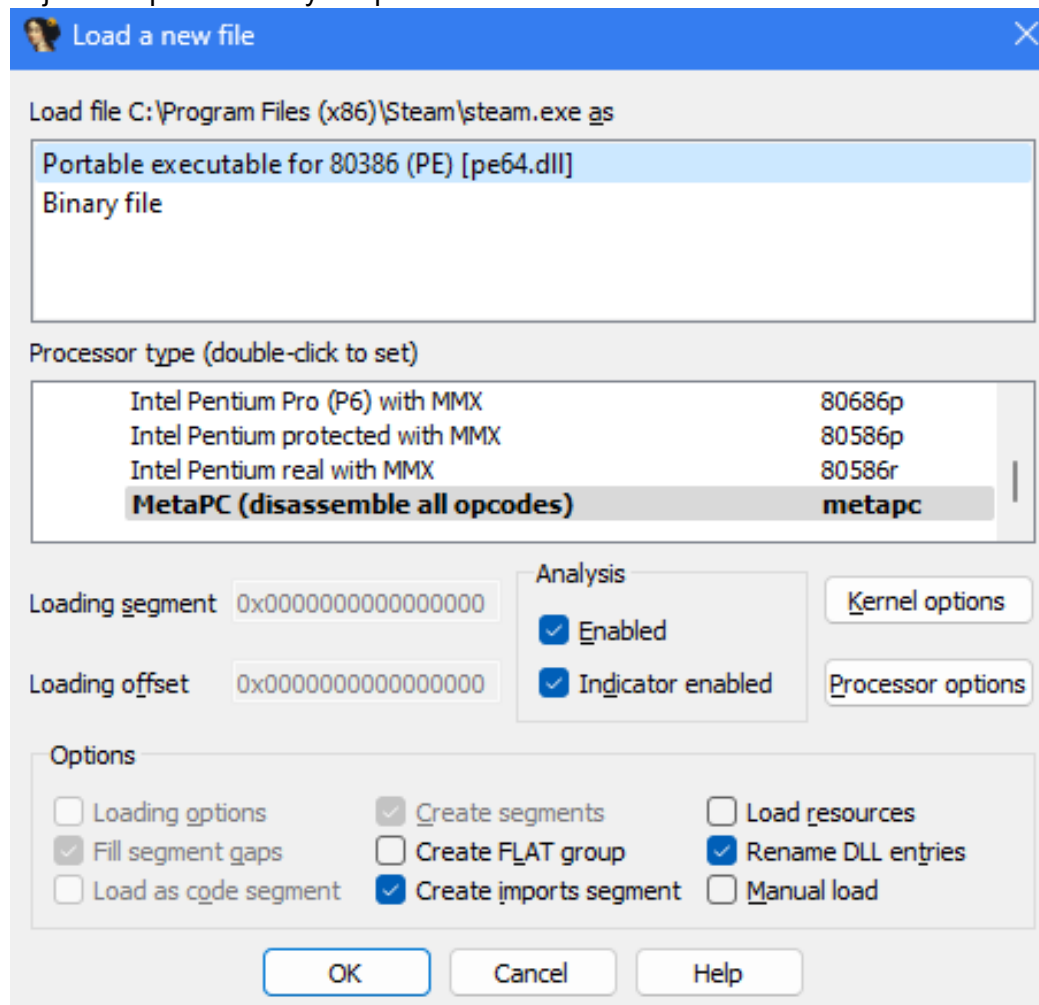 Load a new file
Load file C:\Program Files (x86)\Steam\steam.exe as
Portable executable for 80386 (PE) [pe64.dll]
Binary file
Processor type (double-click to set)
Intel Pentium Pro (P6) with MMX 80686p
Intel Pentium protected with MMX 80586p
Intel Pentium real with MMX 80586r
MetaPC (disassemble all opcodes) metapc
Analysis
Loading segment 0x0000000000000000
Enabled
Kernel options
Loading offset 0x0000000000000000
Indicator enabled
Processor options
Options
Loading options Create segments Load resources
Fill segment gaps Create FLAT group Rename DLL entries
Load as code segment Create imports segment Manual load
OK Cancel Help